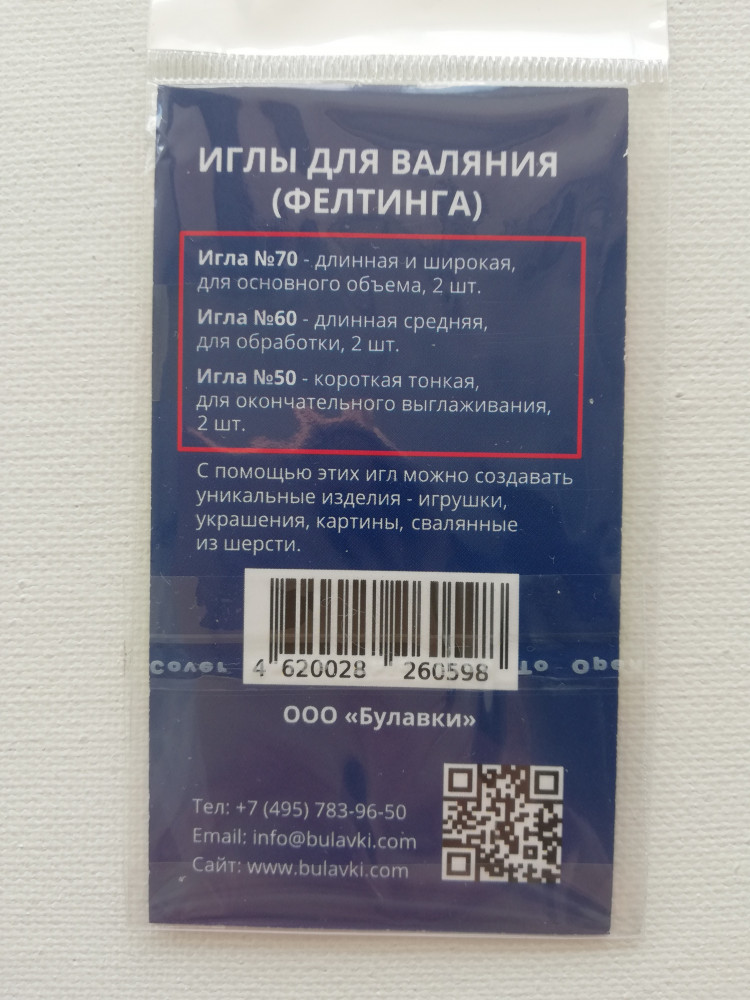 ИГЛЫ ДЛЯ ВАЛЯНИЯ
(ФЕЛТИНГА)
Игла №70 - длинная и широкая,
для основного объема, 2 шт.
Игла №60 - длинная средняя,
для обработки, 2 шт.
Игла №50 - короткая тонкая,
для окончательного выглаживания,
2 шт.
С помощью этих игл можно создавать
уникальные изделия - игрушки,
украшения, картины, свалянные
из шерсти.
Cover To Open
4 620028 260598
ООО «Булавки»
Тел: +7 (495) 783-96-50
Email: info@bulavki.com
Сайт: www.bulavki.com